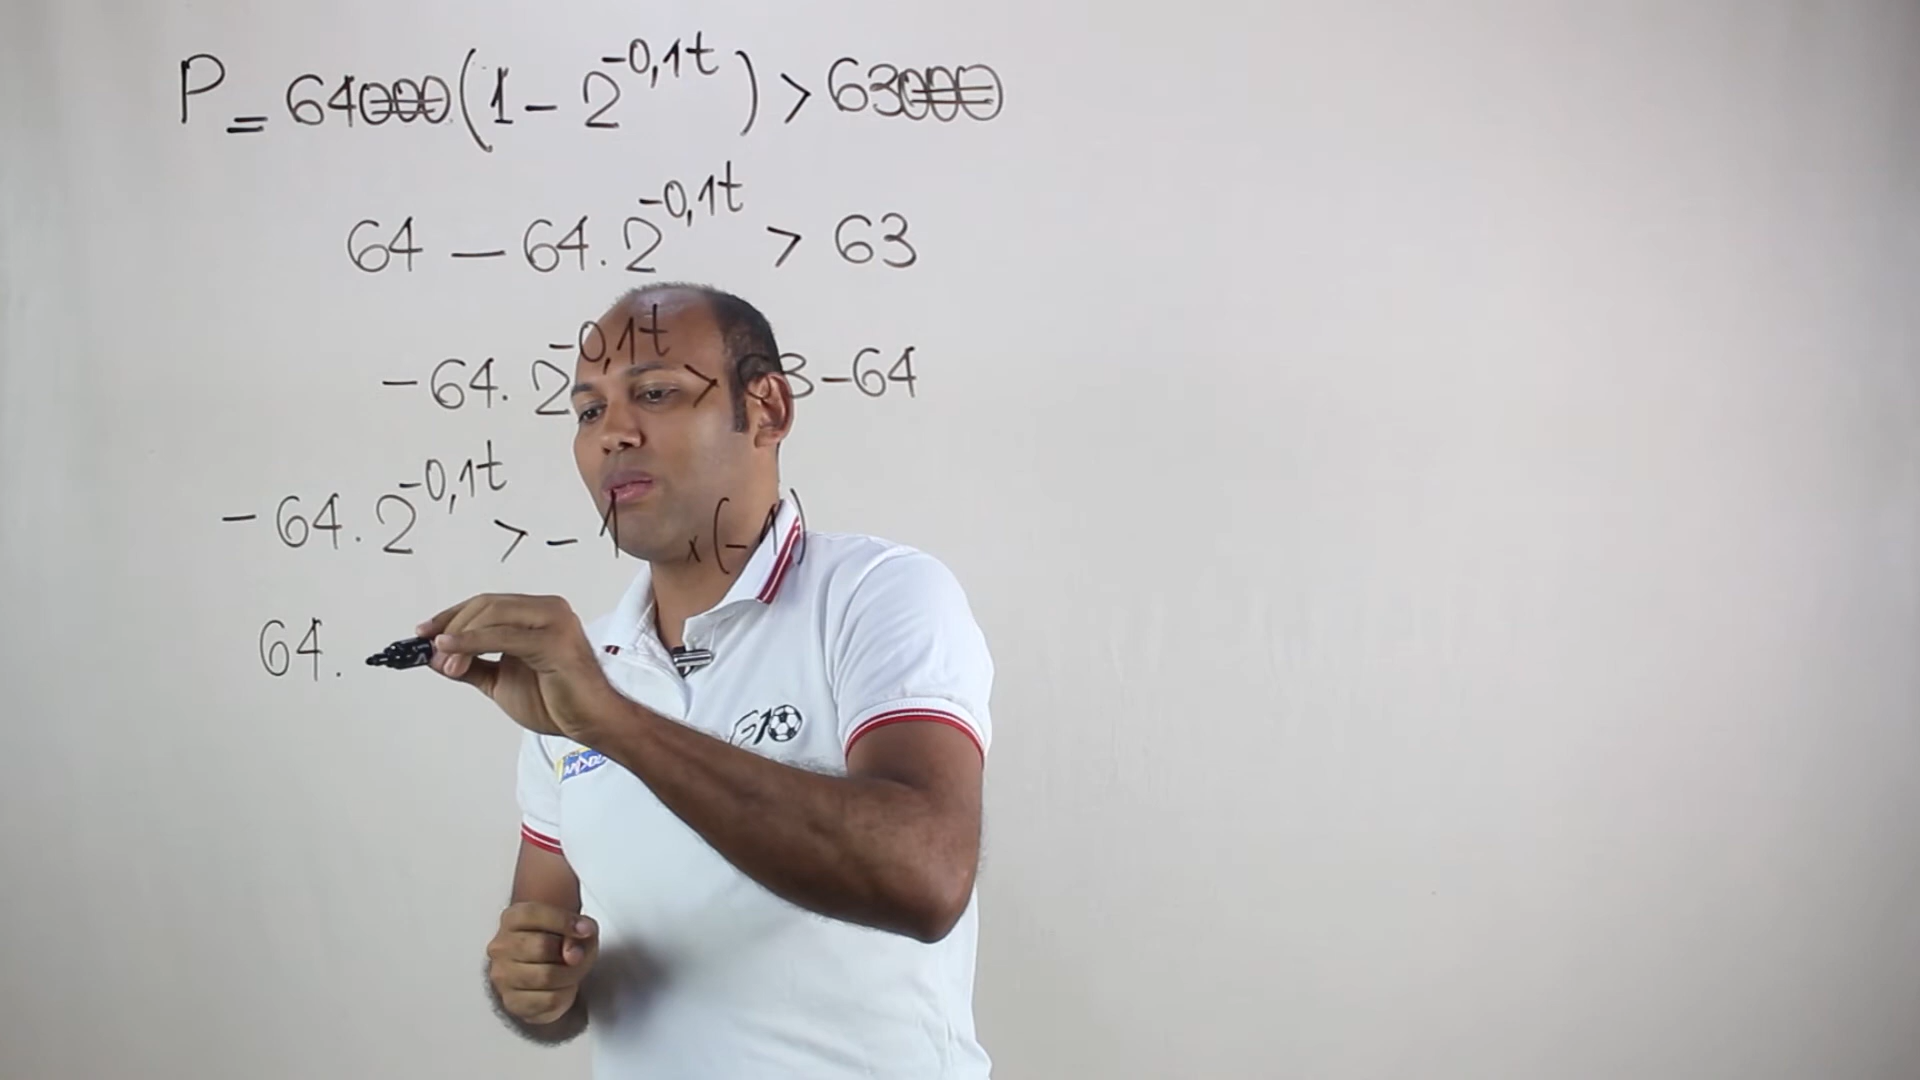 P = 64000(1 - 2^-0,1t) > 63000
64 - 64.2^-0,1t > 63
-64.2^-0,1t > 63-64
-64.2^-0,1t > -1 x(-1)
64.
G10